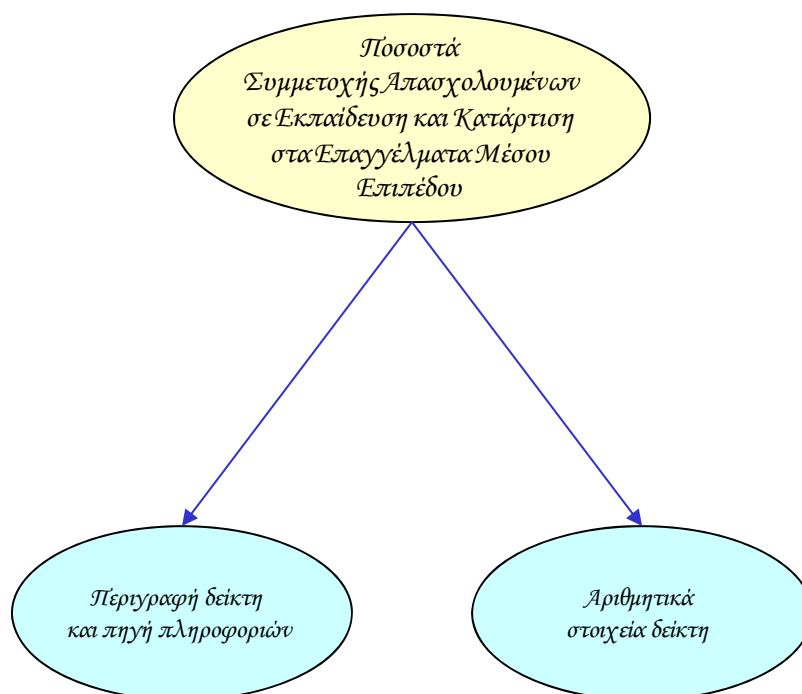 Ποσοστά
Συμμετοχής Απασχολουμένων
σε Εκπαίδευση και Κατάρτιση
στα Επαγγέλματα Μέσου
Επιπέδου
Περιγραφή δείκτη
και πηγή πληροφοριών
Αριθμητικά
στοιχεία δείκτη